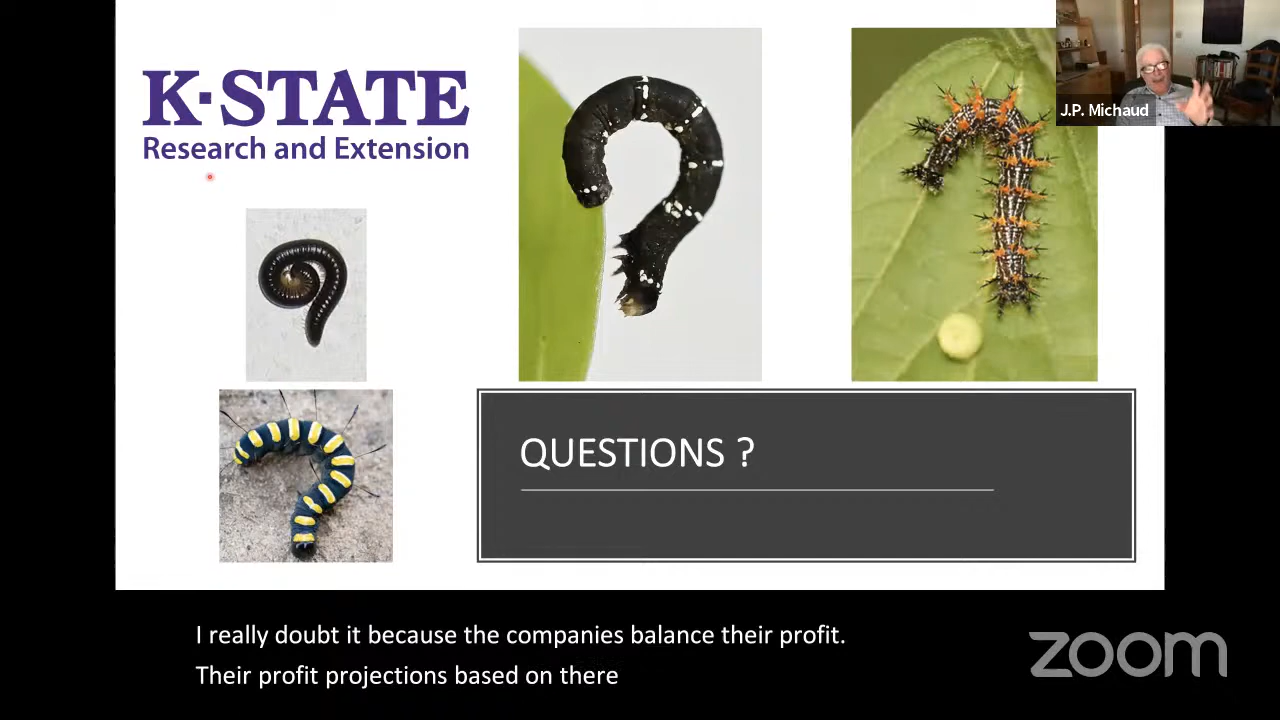 K·STATE
Research and Extension
J.P. Michaud
QUESTIONS ?
I really doubt it because the companies balance their profit.
Their profit projections based on there
zoom